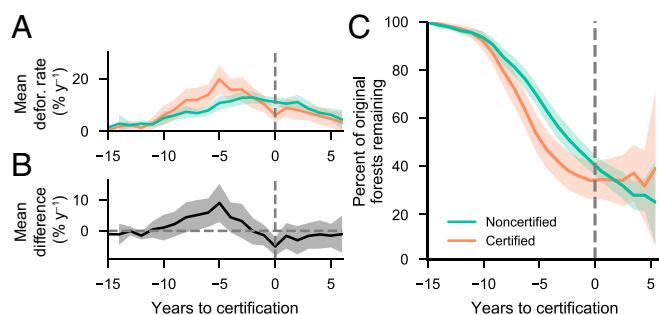 A
Mean
defor. rate
(% y⁻¹)
20
0
−15
−10
−5
0
5
B
Mean
difference
(% y⁻¹)
10
0
−15
−10
−5
0
5
Years to certification
C
Percent of original
forests remaining
100
80
60
40
20
0
Noncertified
Certified
−15
−10
−5
0
5
Years to certification